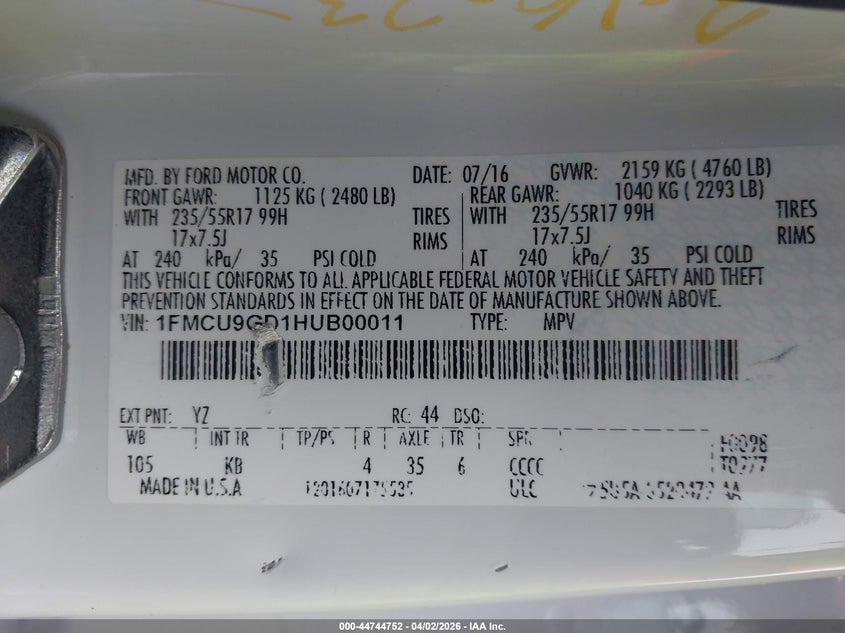 2-19-23
MFD. BY FORD MOTOR CO. DATE: 07/16 GVWR: 2159 KG ( 4760 LB)
FRONT GAWR: 1125 KG ( 2480 LB) REAR GAWR: 1040 KG ( 2293 LB)
WITH 235/55R17 99H TIRES WITH 235/55R17 99H TIRES
17x7.5J RIMS 17x7.5J RIMS
AT 240 kPa/ 35 PSI COLD AT 240 kPa/ 35 PSI COLD
THIS VEHICLE CONFORMS TO ALL APPLICABLE FEDERAL MOTOR VEHICLE SAFETY AND THEFT
PREVENTION STANDARDS IN EFFECT ON THE DATE OF MANUFACTURE SHOWN ABOVE.
VIN: 1FMCU9GD1HUB00011 TYPE: MPV
EXT PNT: YZ RC: 44 DSO:
WB INT TR TP/PS R AXLE TR SPR
105 KB 4 35 6 CCCC
MADE IN U.S.A ULC
000-44744752 04/02/2026 - IAA Inc.